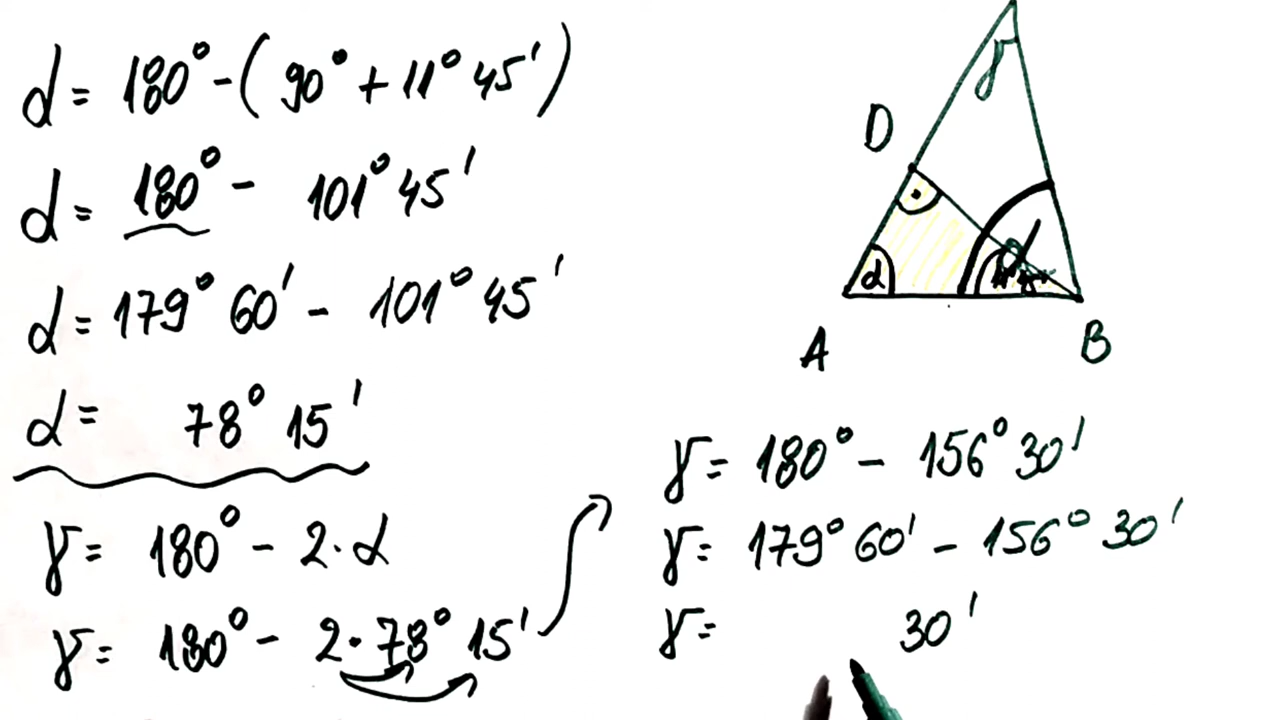 α = 180° - ( 90° + 11° 45' )
α = 180° - 101° 45'
α = 179° 60' - 101° 45'
α = 78° 15'
γ = 180° - 2·α
γ = 180° - 2·78° 15'
γ
D
α
A
B
γ = 180° - 156° 30'
γ = 179° 60' - 156° 30'
γ = 30'